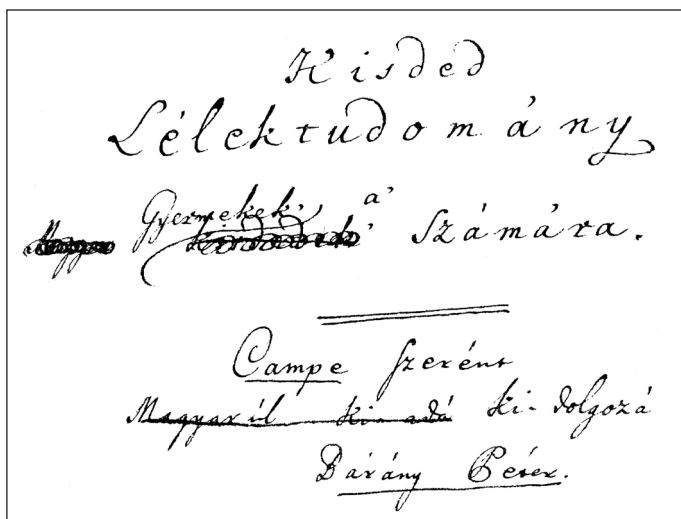 Kisded
Lélektudomány
Gyermekek' a'
Számára.
Campe szerént
Magyarúl ki-adá ki-dolgozá
Bárány Péter.